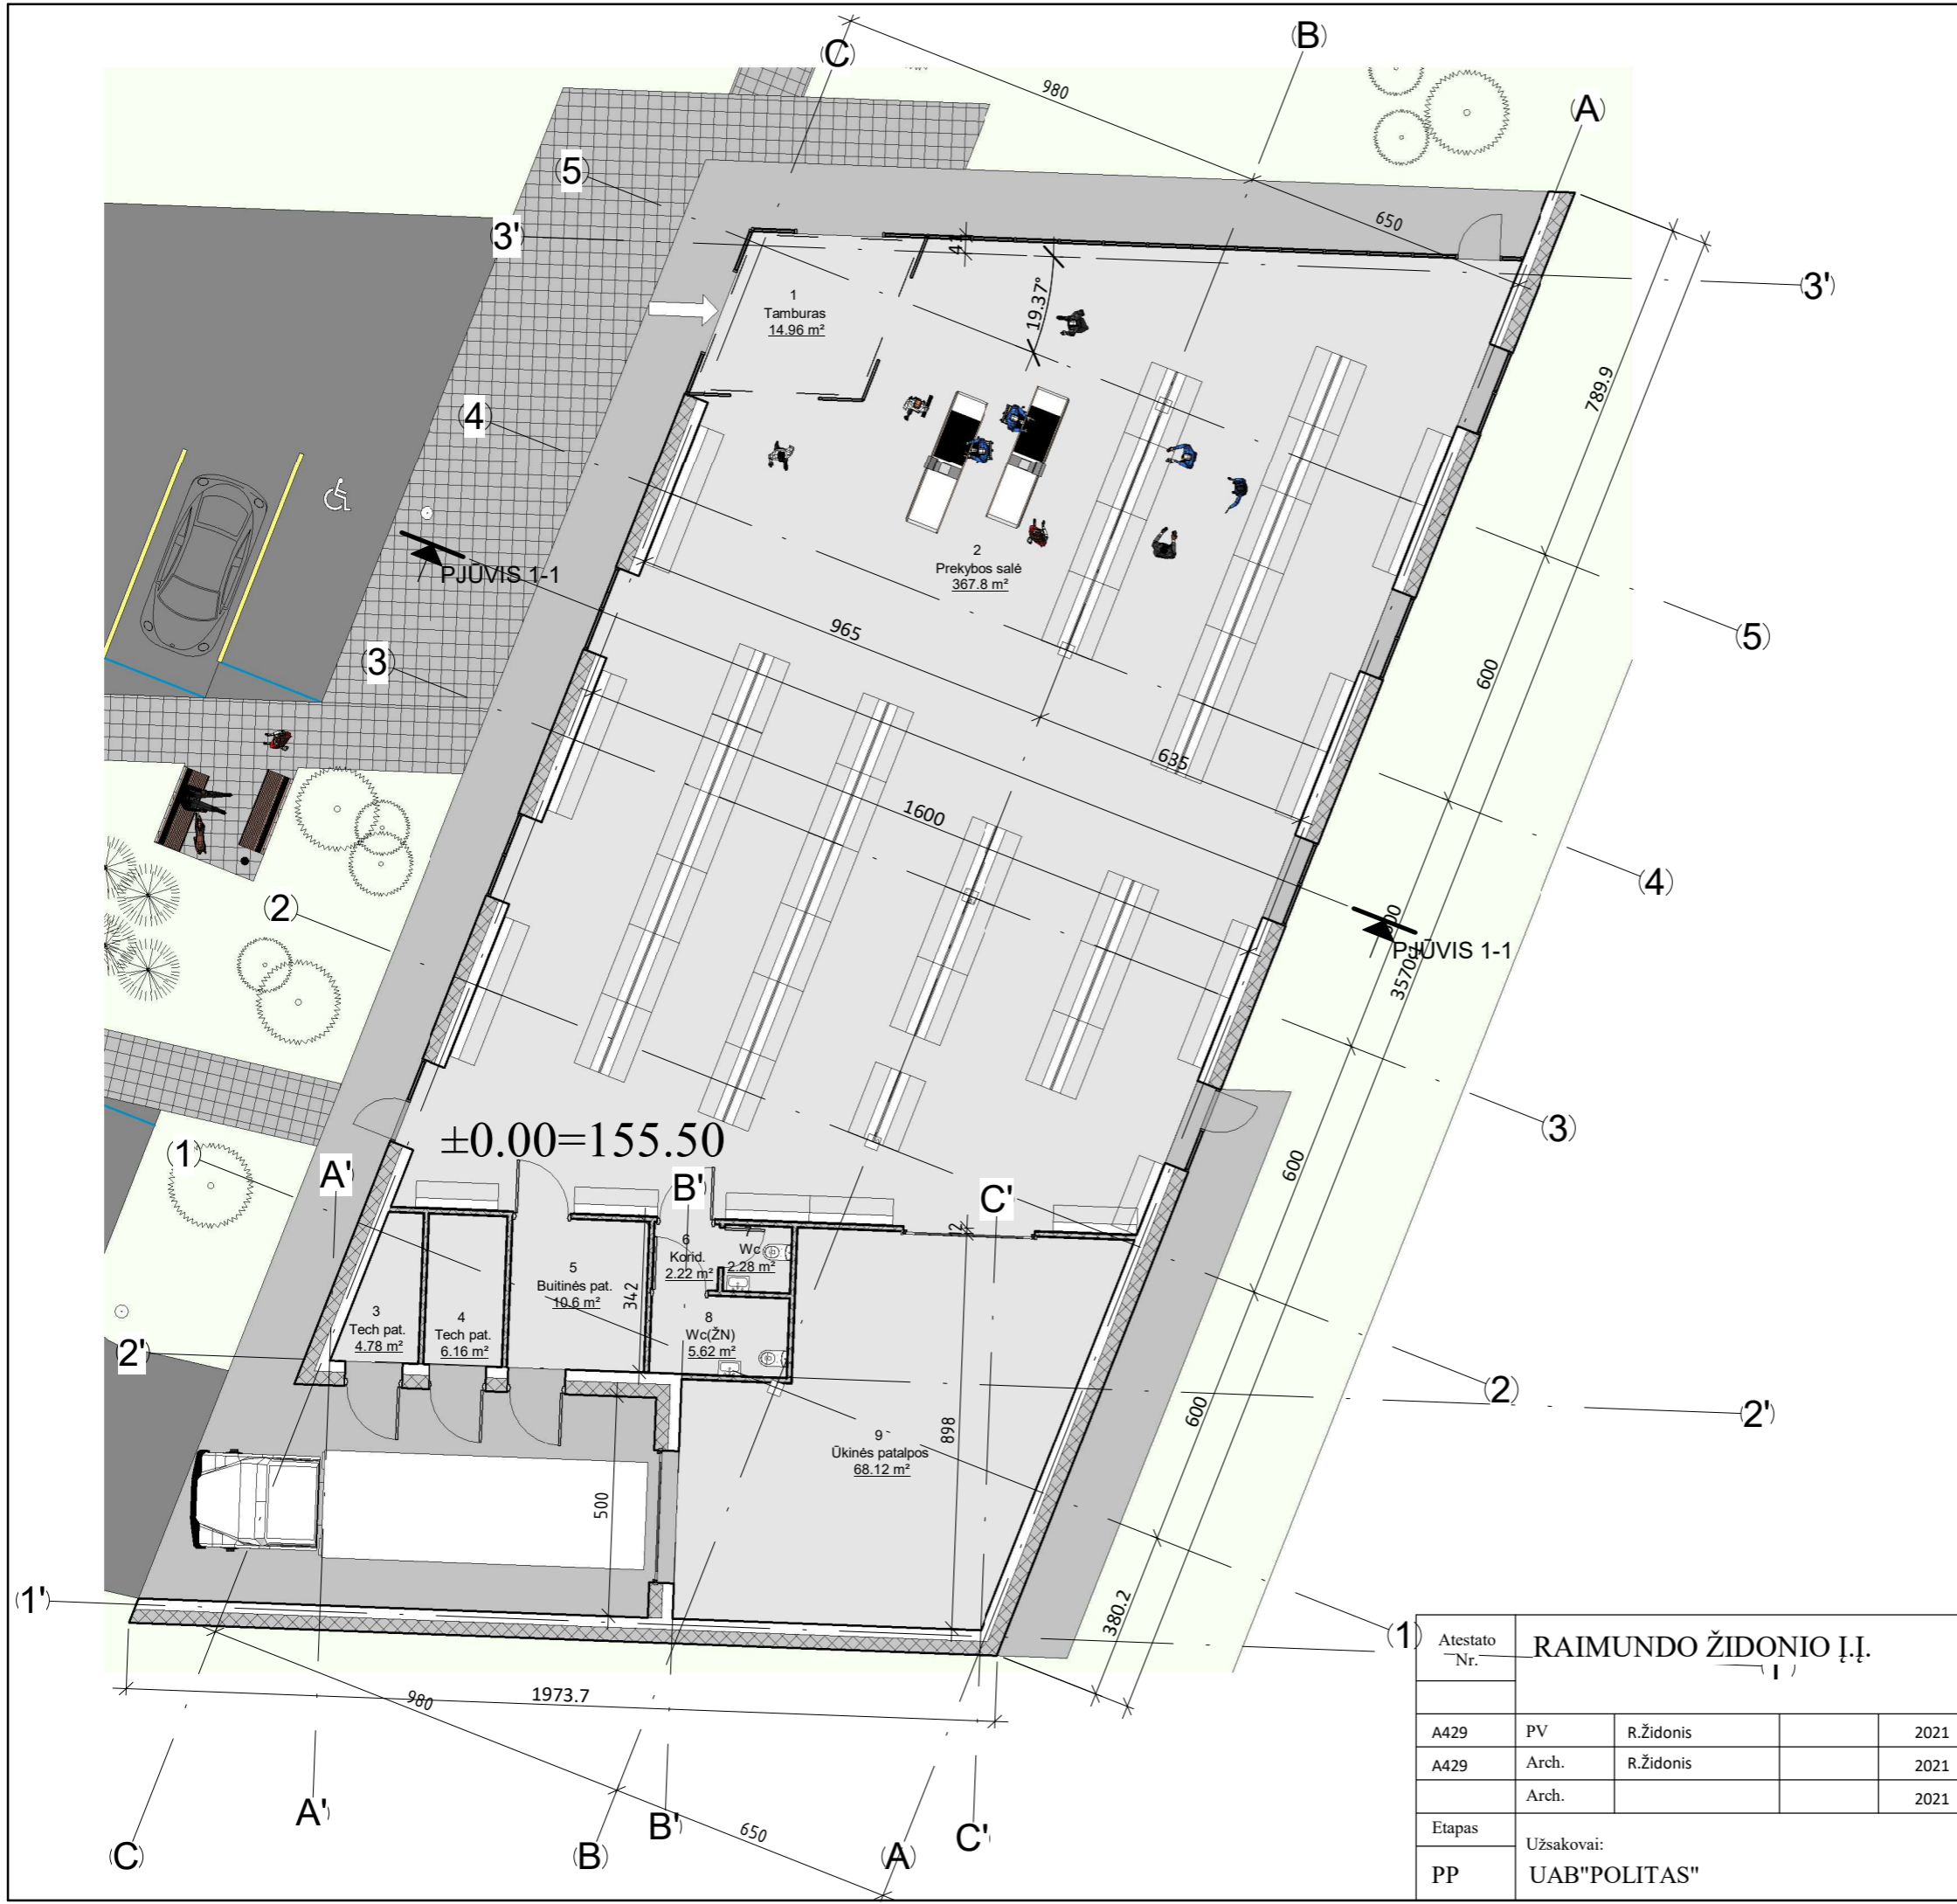 C
B
A
980
5
3'
650
41
3'
1
Tamburas
14.96 m²
19.37°
789.9
4
PJŪVIS 1-1
2
Prekybos salė
367.8 m²
965
5
3
600
635
1600
4
2
PJŪVIS 1-1
±0.00=155.50
3
1
A'
B'
C'
600
12
6
Korid.
2.22 m²
7
Wc
2.28 m²
5
Buitinės pat.
10.6 m²
342
3
Tech pat.
4.78 m²
4
Tech pat.
6.16 m²
8
Wc(ŽN)
5.62 m²
2'
2
2'
600
898
9
Ūkinės patalpos
68.12 m²
500
1'
380.2
1
980
1973.7
A'
C
B
B'
650
A
C'
Atestato
Nr.
RAIMUNDO ŽIDONIO Į.Į.
A429 PV R.Židonis 2021
A429 Arch. R.Židonis 2021
Arch. 2021
Etapas
Užsakovai:
PP
UAB"POLITAS"